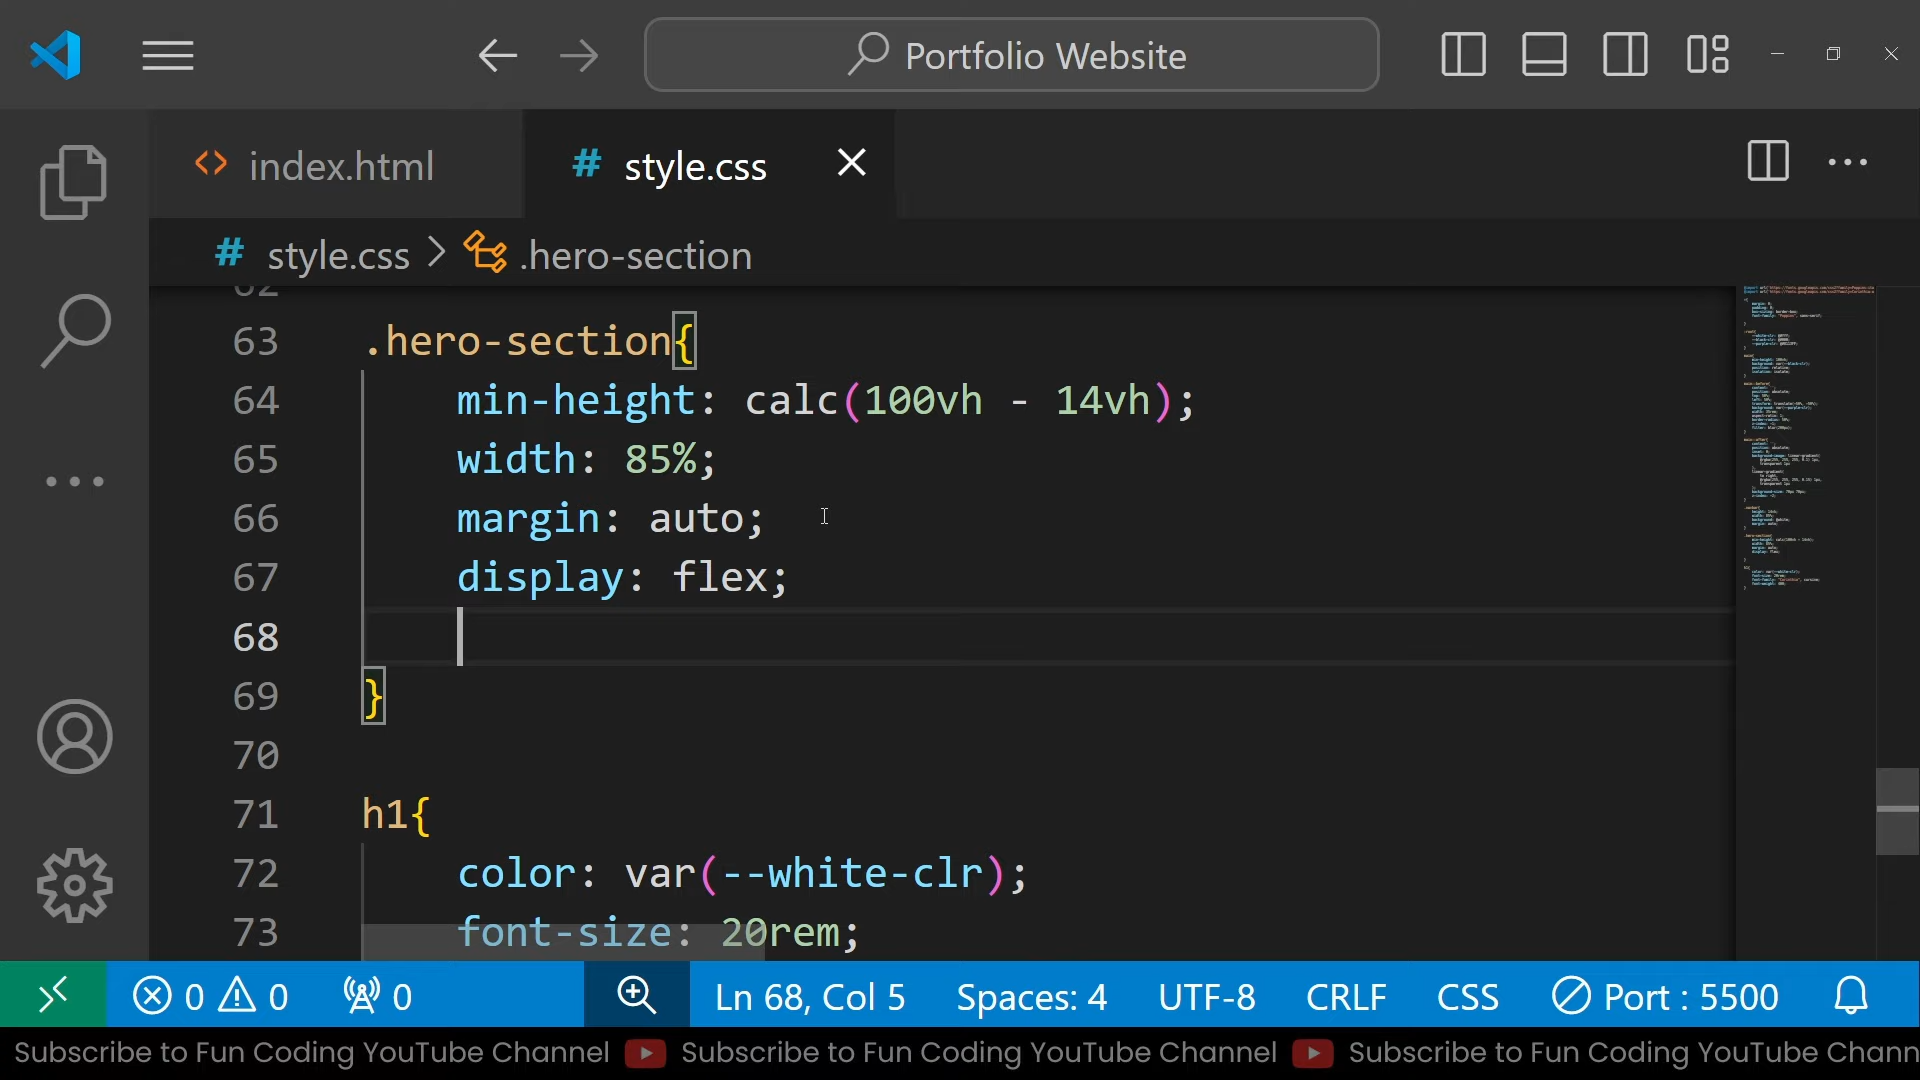 Portfolio Website
index.html
# style.css
# style.css > .hero-section
62
63 .hero-section{
64 min-height: calc(100vh - 14vh);
65 width: 85%;
66 margin: auto;
67 display: flex;
68
69 }
70
71 h1{
72 color: var(--white-clr);
73 font-size: 20rem;
0 0 0 Ln 68, Col 5 Spaces: 4 UTF-8 CRLF CSS Port : 5500
Subscribe to Fun Coding YouTube Channel Subscribe to Fun Coding YouTube Channel Subscribe to Fun Coding YouTube Chann